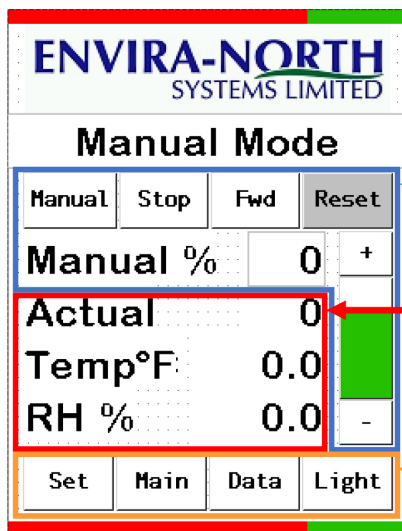 ENVIRA-NORTH
SYSTEMS LIMITED
Manual Mode
Manual Stop Fwd Reset
Manual % 0 +
Actual 0
Temp°F 0.0
RH % 0.0 -
Set Main Data Light